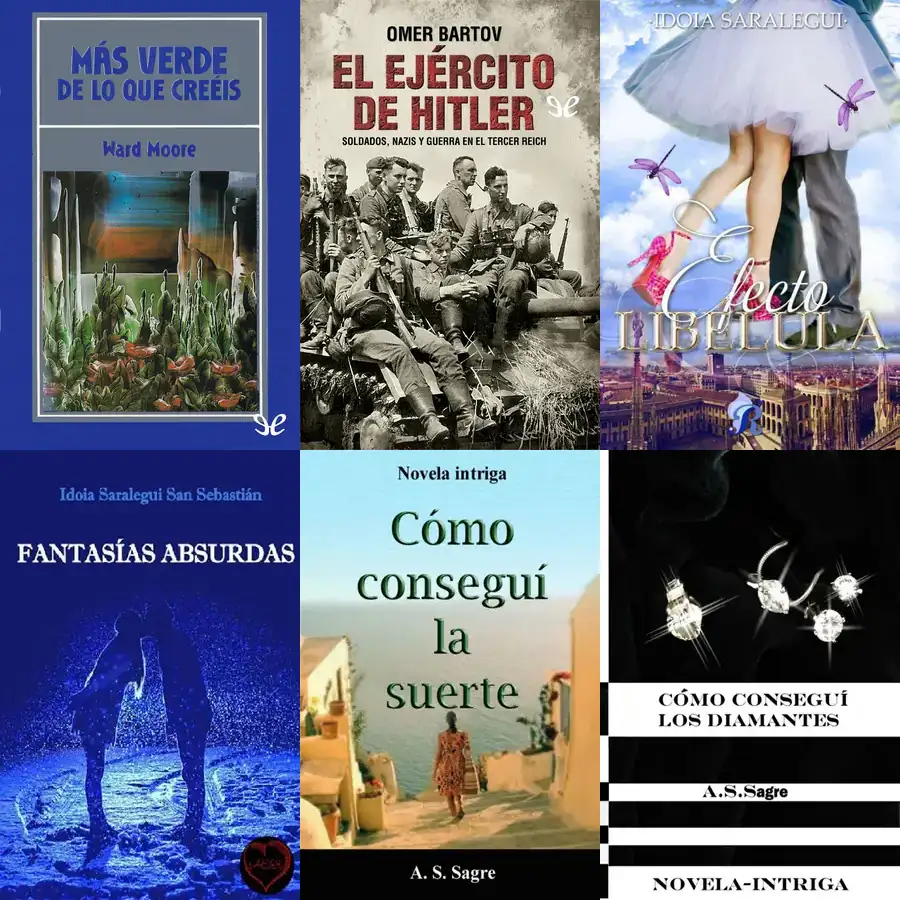 MÁS VERDE
DE LO QUE CREÉIS
Ward Moore
OMER BARTOV
EL EJÉRCITO
DE HITLER
SOLDADOS, NAZIS Y GUERRA EN EL TERCER REICH
·IDOIA SARALEGUI·
Efecto
LIBÉLULA
Idoia Saralegui San Sebastián
FANTASÍAS ABSURDAS
Novela intriga
Cómo
conseguí
la
suerte
A. S. Sagre
CÓMO CONSEGUÍ
LOS DIAMANTES
A.S.Sagre
NOVELA-INTRIGA